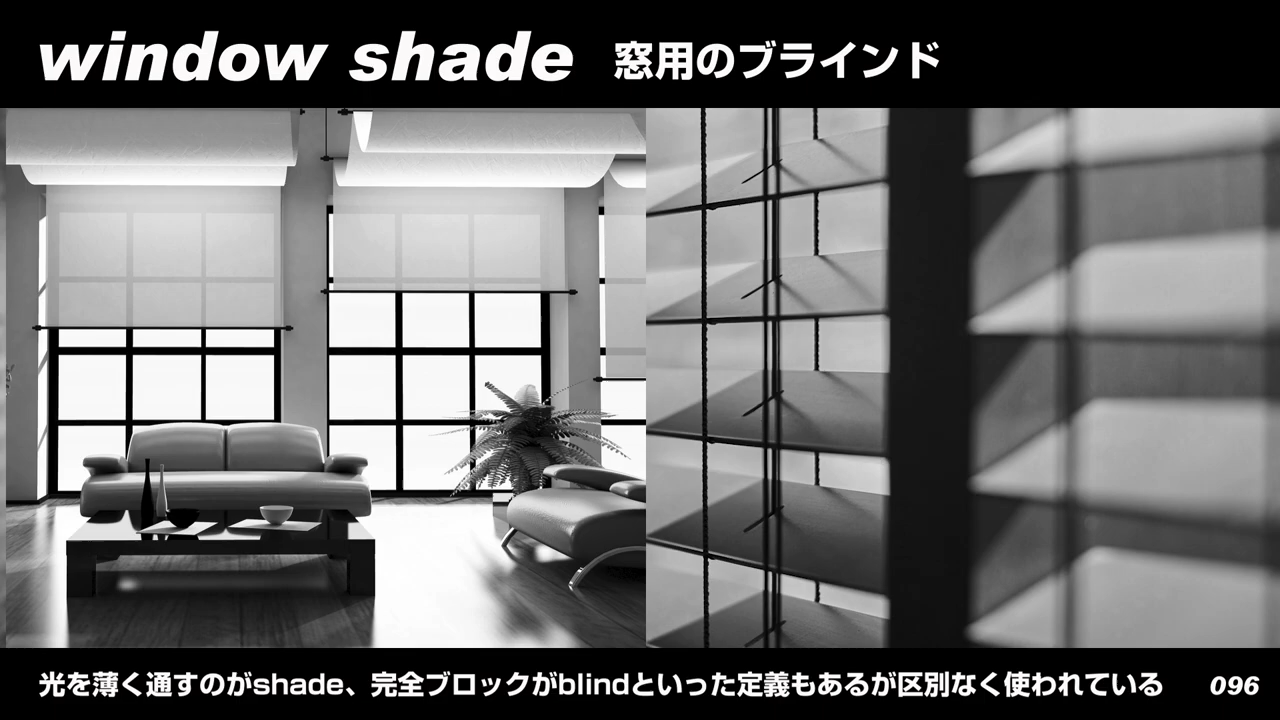 window shade 窓用のブラインド
光を薄く通すのがshade、完全ブロックがblindといった定義もあるが区別なく使われている 096